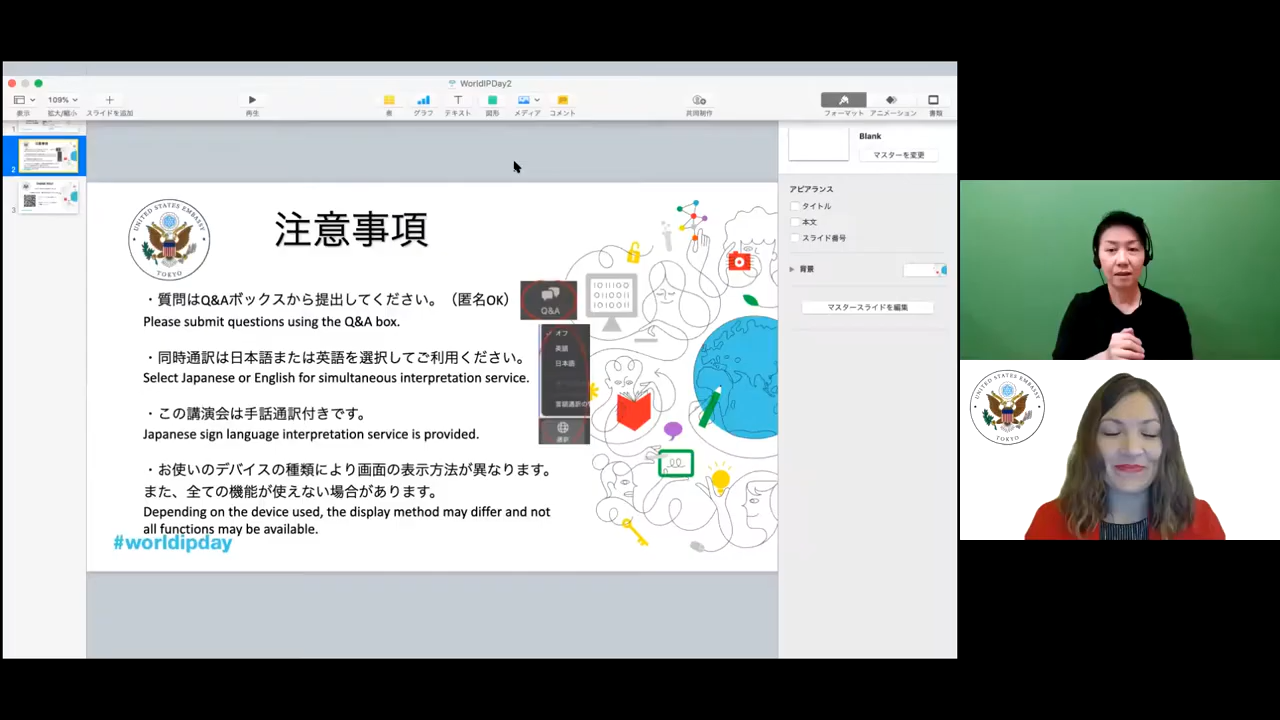 WorldIPDay2
109%
表示
拡大/縮小
スライドを追加
再生
表
グラフ
テキスト
図形
メディア
コメント
共同制作
フォーマット
アニメーション
書類
1
2
3
UNITED STATES EMBASSY
TOKYO
注意事項
・質問はQ&Aボックスから提出してください。（匿名OK）
Please submit questions using the Q&A box.
・同時通訳は日本語または英語を選択してご利用ください。
Select Japanese or English for simultaneous interpretation service.
・この講演会は手話通訳付きです。
Japanese sign language interpretation service is provided.
・お使いのデバイスの種類により画面の表示方法が異なります。
また、全ての機能が使えない場合があります。
Depending on the device used, the display method may differ and not
all functions may be available.
#worldipday
Q&A
オフ
英語
日本語
通訳
Blank
マスターを変更
アピアランス
タイトル
本文
スライド番号
背景
マスタースライドを編集
UNITED STATES EMBASSY
TOKYO